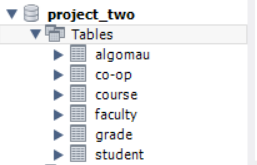 project_two
Tables
algomau
co-op
course
faculty
grade
student